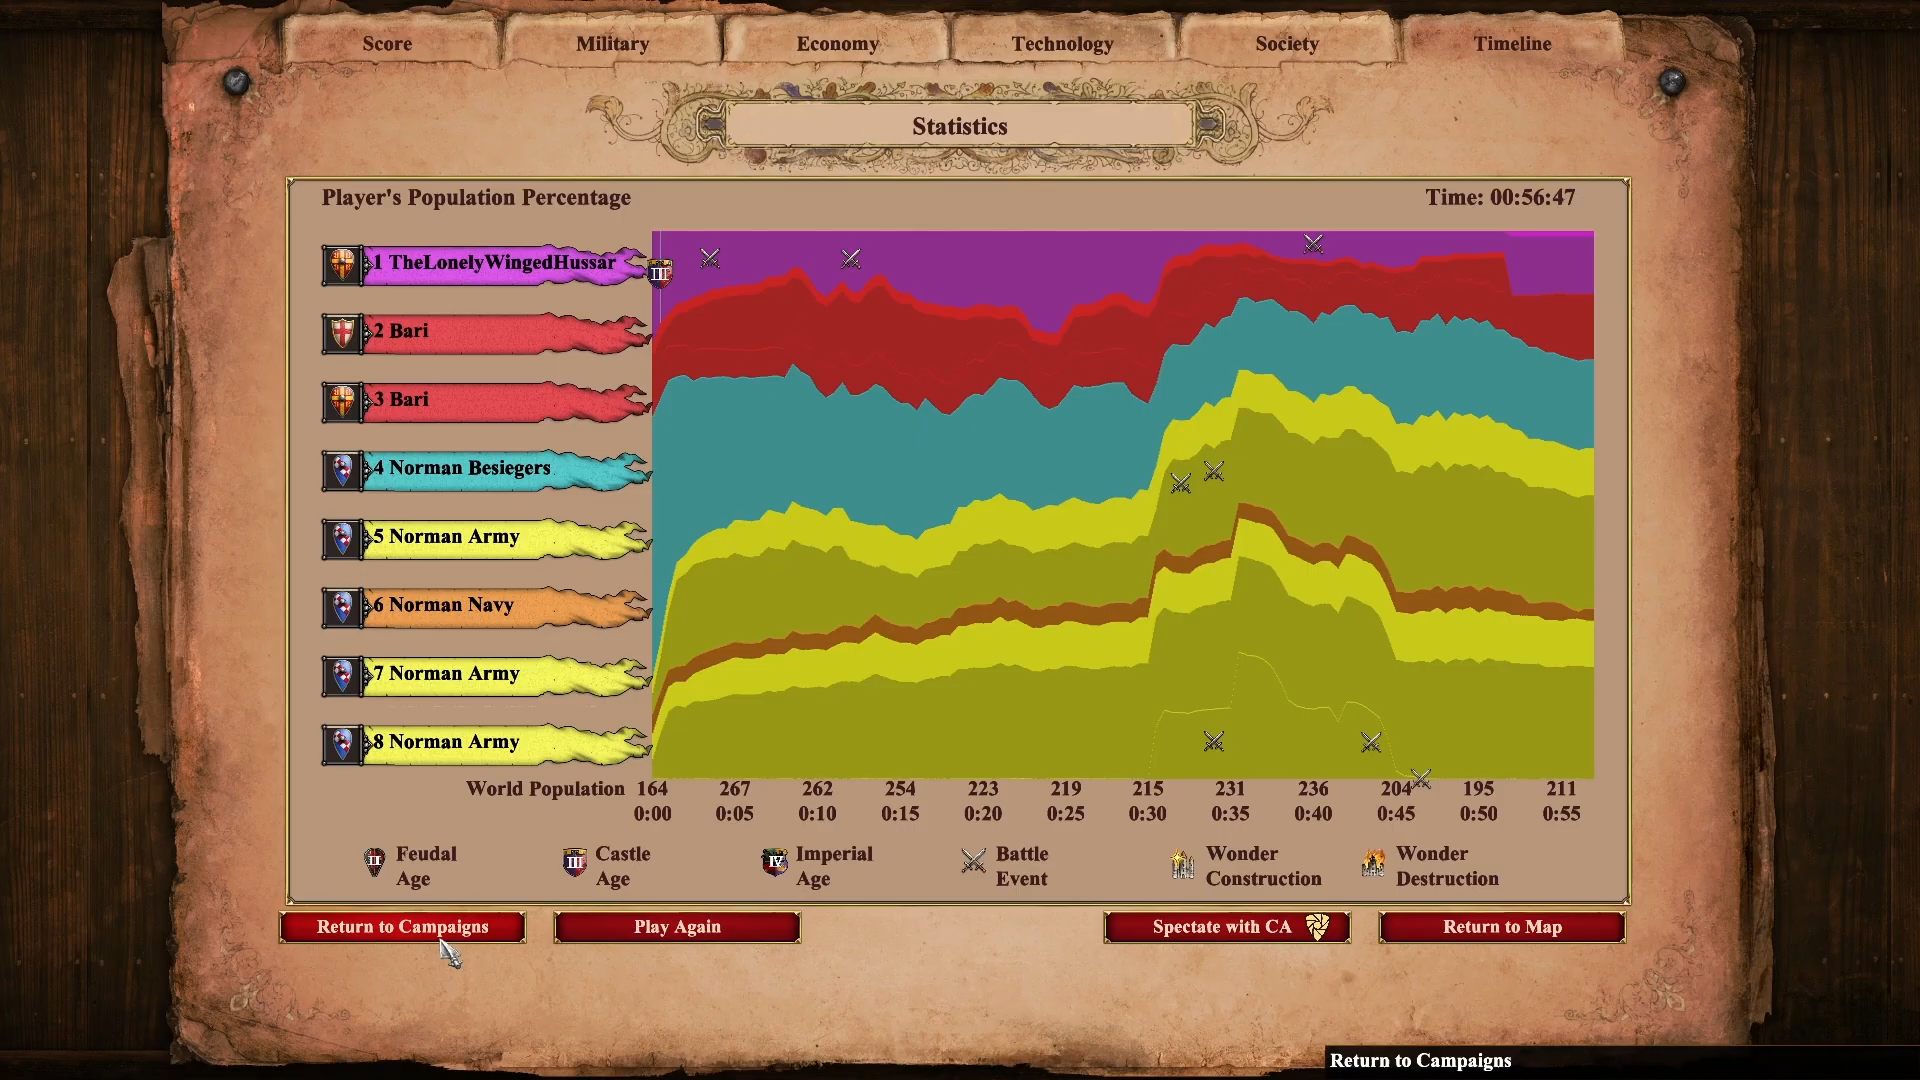 Score
Military
Economy
Technology
Society
Timeline
Statistics
Player's Population Percentage
Time: 00:56:47
1 TheLonelyWingedHussar
2 Bari
3 Bari
4 Norman Besiegers
5 Norman Army
6 Norman Navy
7 Norman Army
8 Norman Army
III
World Population 164 267 262 254 223 219 215 231 236 204 195 211
0:00 0:05 0:10 0:15 0:20 0:25 0:30 0:35 0:40 0:45 0:50 0:55
II
Feudal
Age
III
Castle
Age
IV
Imperial
Age
Battle
Event
Wonder
Construction
Wonder
Destruction
Return to Campaigns
Play Again
Spectate with CA
Return to Map
Return to Campaigns